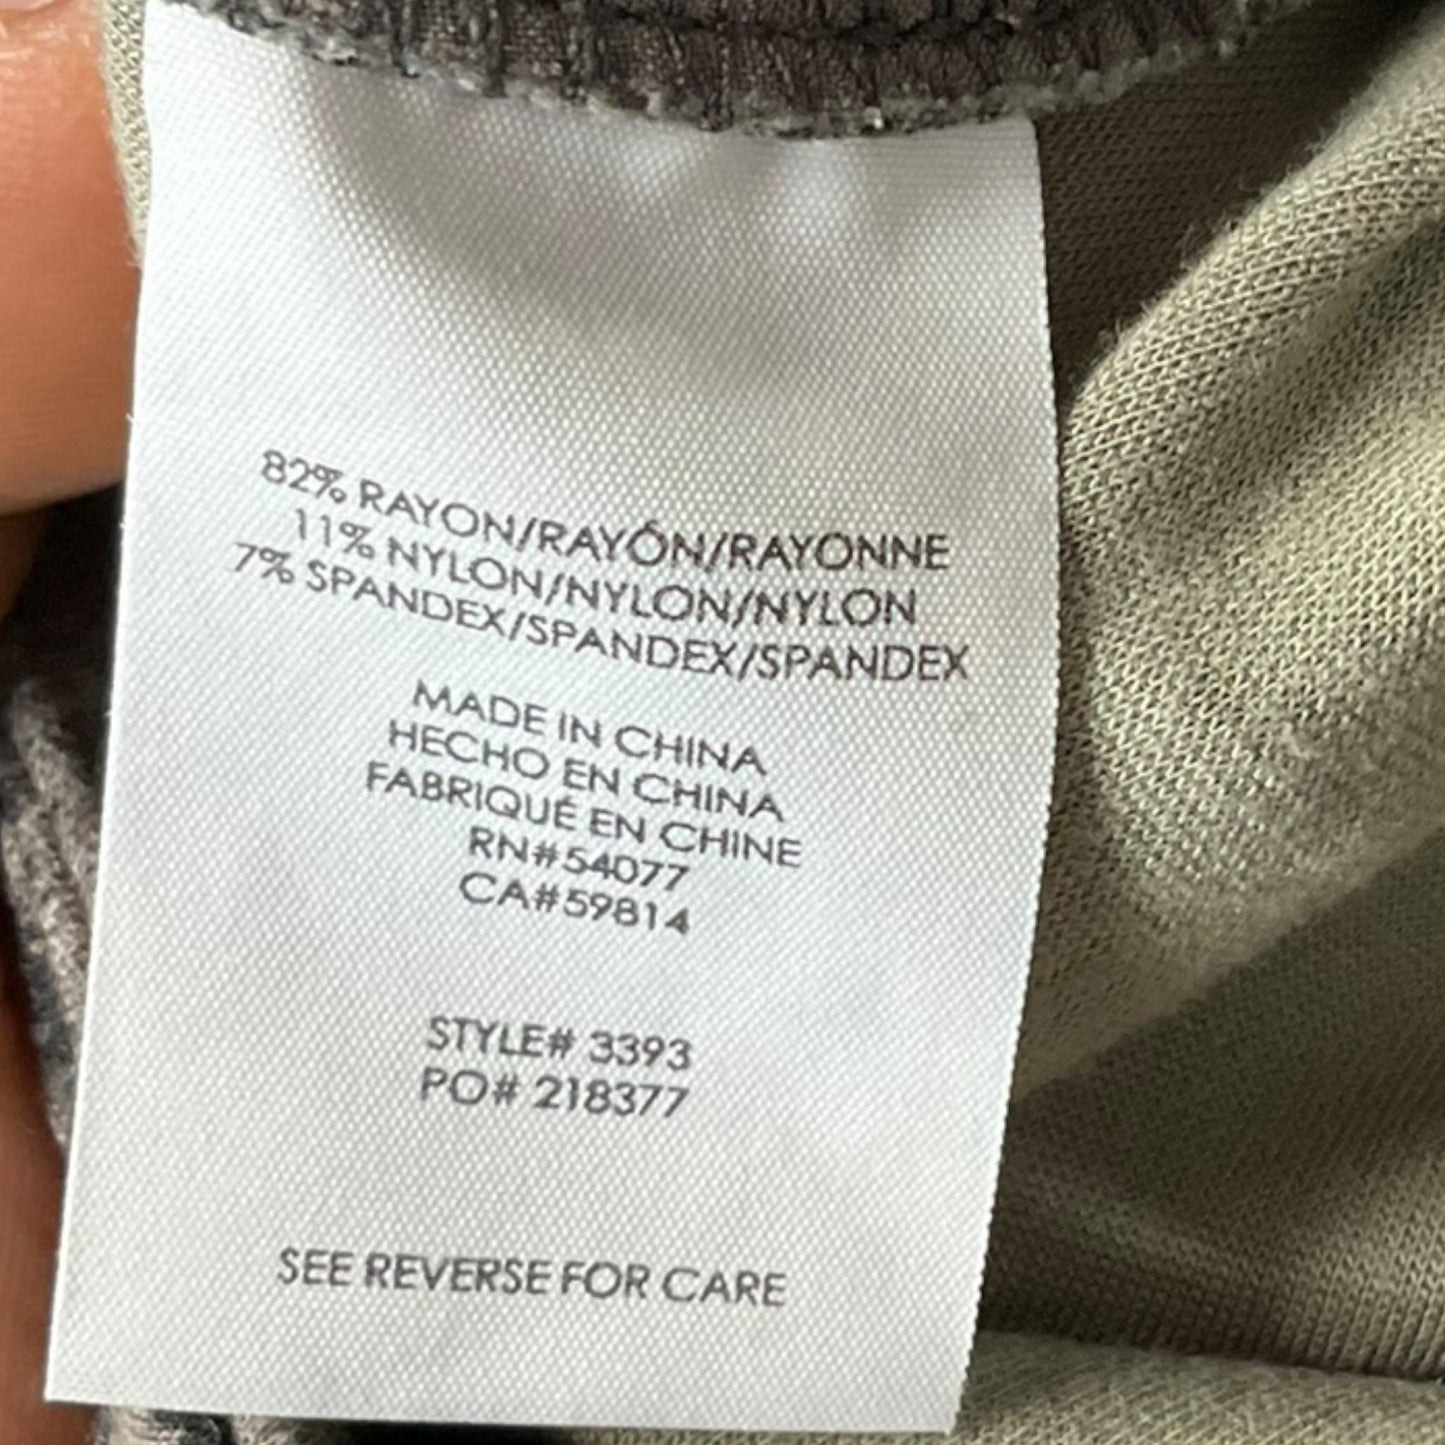 82% RAYON/RAYÓN/RAYONNE
11% NYLON/NYLON/NYLON
7% SPANDEX/SPANDEX/SPANDEX
MADE IN CHINA
HECHO EN CHINA
FABRIQUÉ EN CHINE
RN#54077
CA#59814
STYLE# 3393
PO# 218377
SEE REVERSE FOR CARE